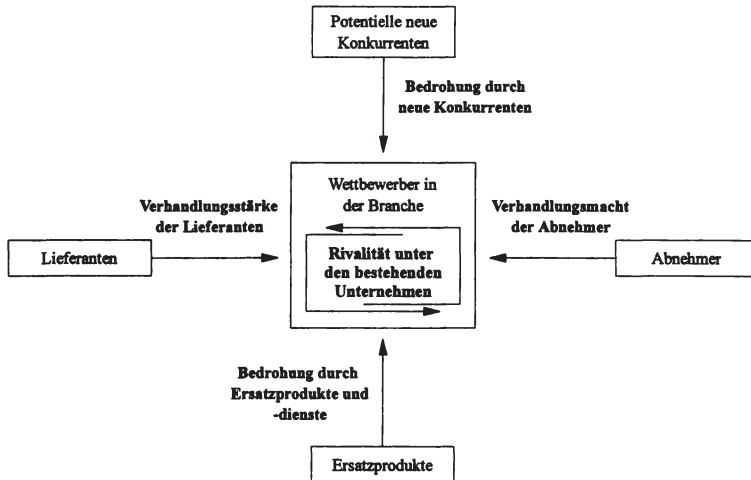 Potentielle neue
Konkurrenten
Bedrohung durch
neue Konkurrenten
Wettbewerber in
der Branche
Verhandlungsstärke
der Lieferanten
Verhandlungsmacht
der Abnehmer
Lieferanten
Rivalität unter
den bestehenden
Unternehmen
Abnehmer
Bedrohung durch
Ersatzprodukte und
-dienste
Ersatzprodukte